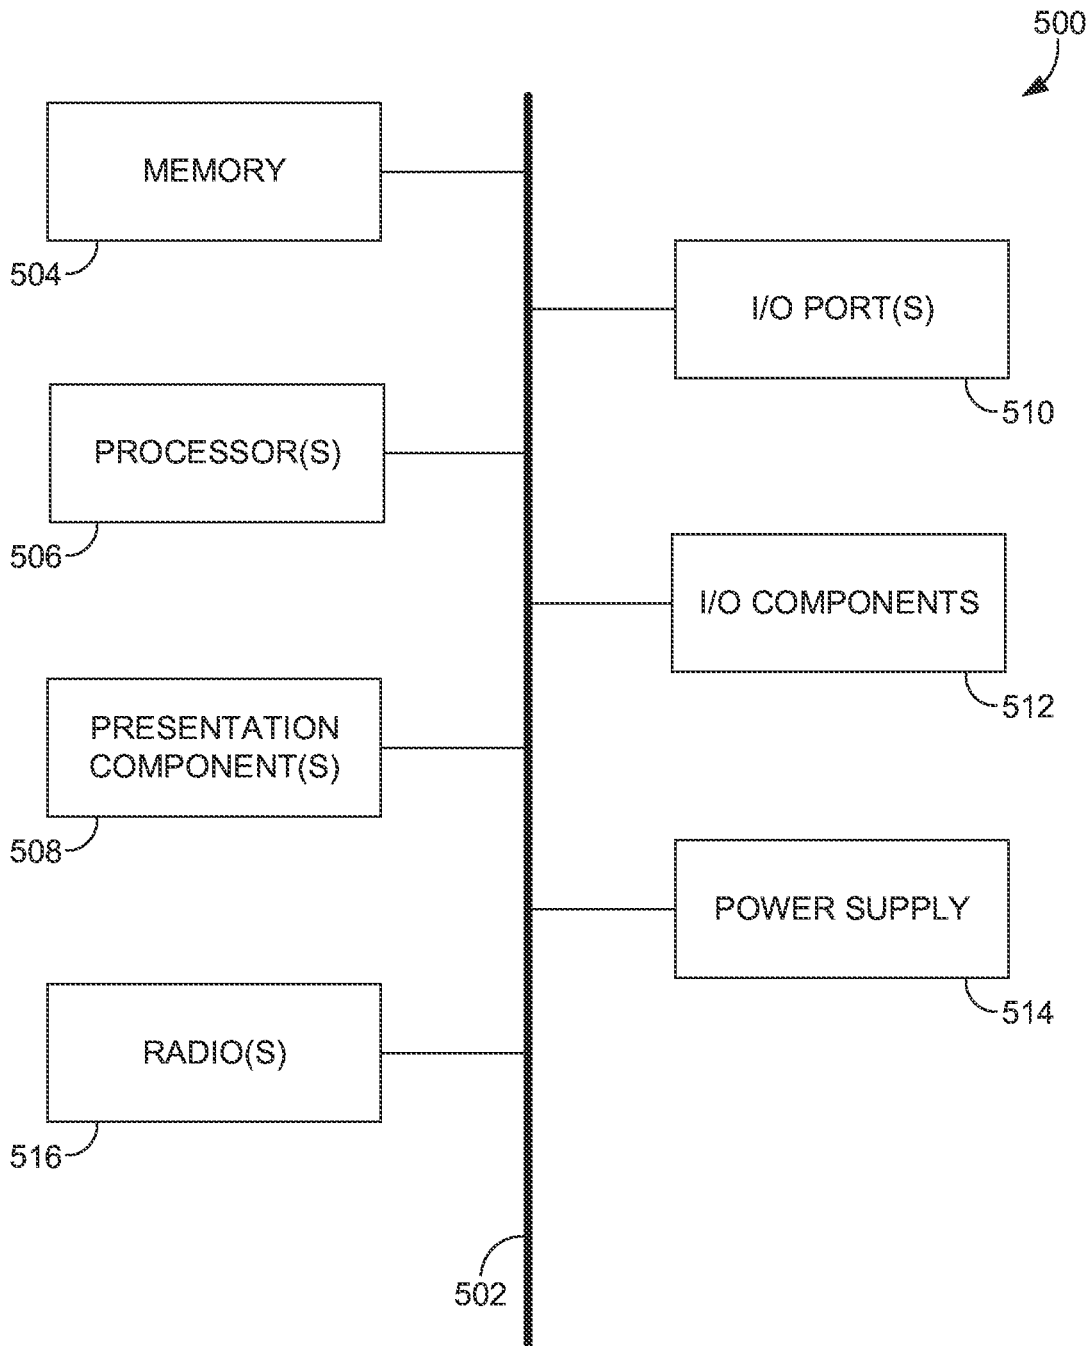 500
MEMORY
504
I/O PORT(S)
510
PROCESSOR(S)
506
I/O COMPONENTS
512
PRESENTATION
COMPONENT(S)
508
POWER SUPPLY
514
RADIO(S)
516
502